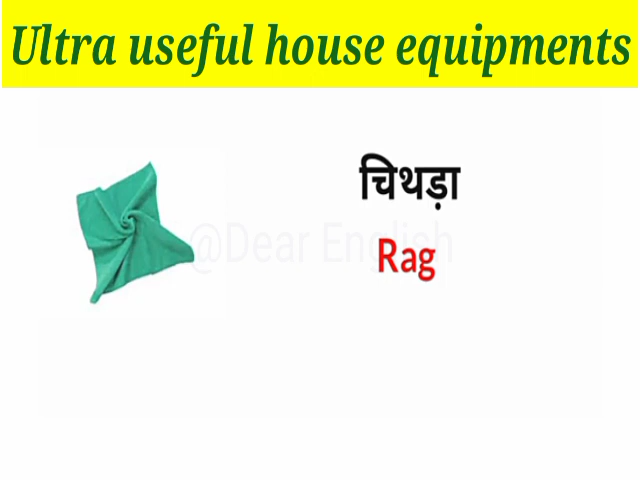 Ultra useful house equipments
चिथड़ा
@Dear English
Rag